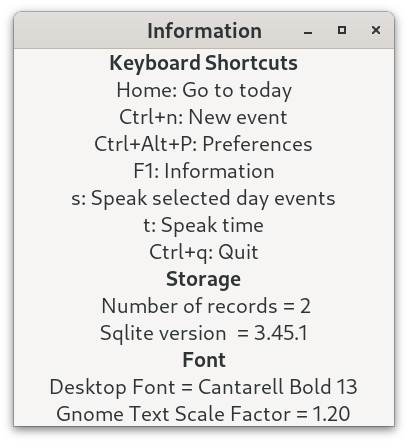 Information
Keyboard Shortcuts
Home: Go to today
Ctrl+n: New event
Ctrl+Alt+P: Preferences
F1: Information
s: Speak selected day events
t: Speak time
Ctrl+q: Quit
Storage
Number of records = 2
Sqlite version  = 3.45.1
Font
Desktop Font = Cantarell Bold 13
Gnome Text Scale Factor = 1.20